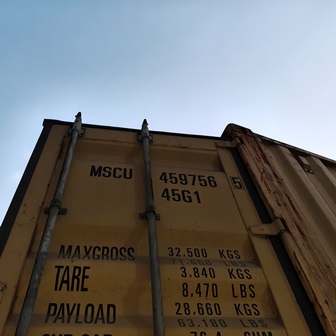 MSCU 459756 5
45G1
MAXGROSS 32.500 KGS
TARE 3.840 KGS
8,470 LBS
PAYLOAD 28.660 KGS
63,180 LBS
CUM